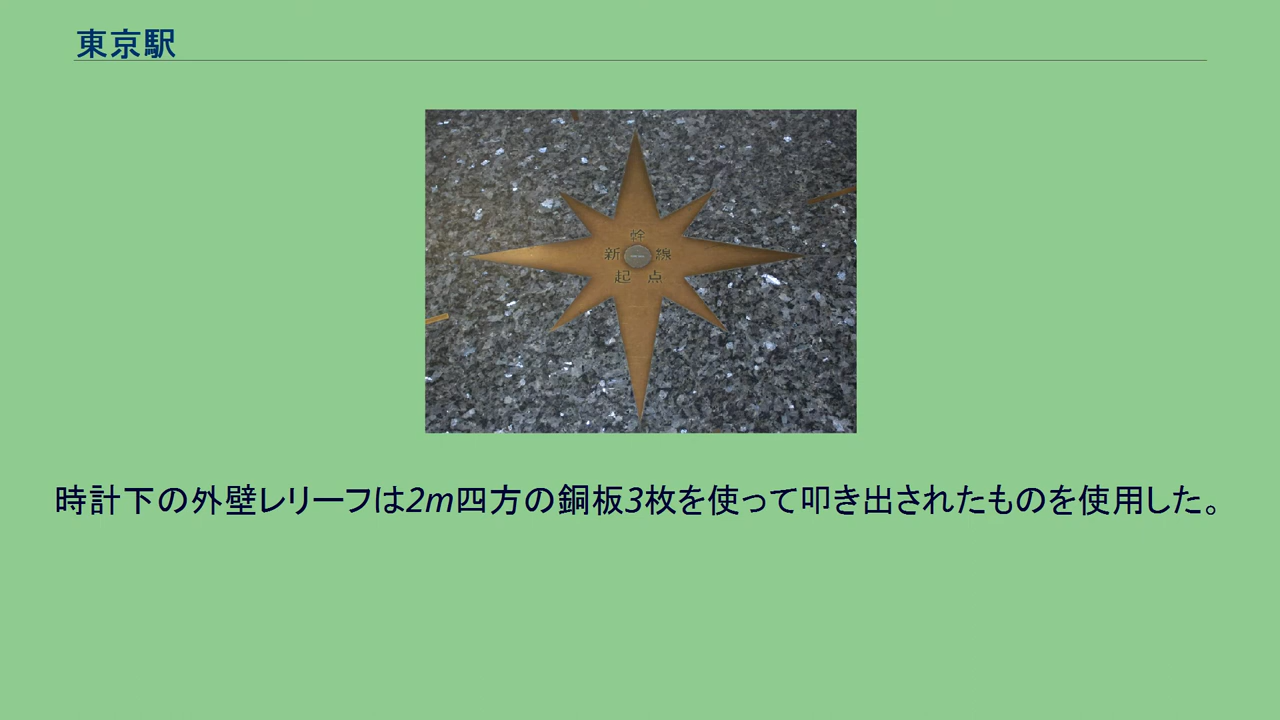 東京駅
幹
新 線
起 点
時計下の外壁レリーフは2m四方の銅板3枚を使って叩き出されたものを使用した。